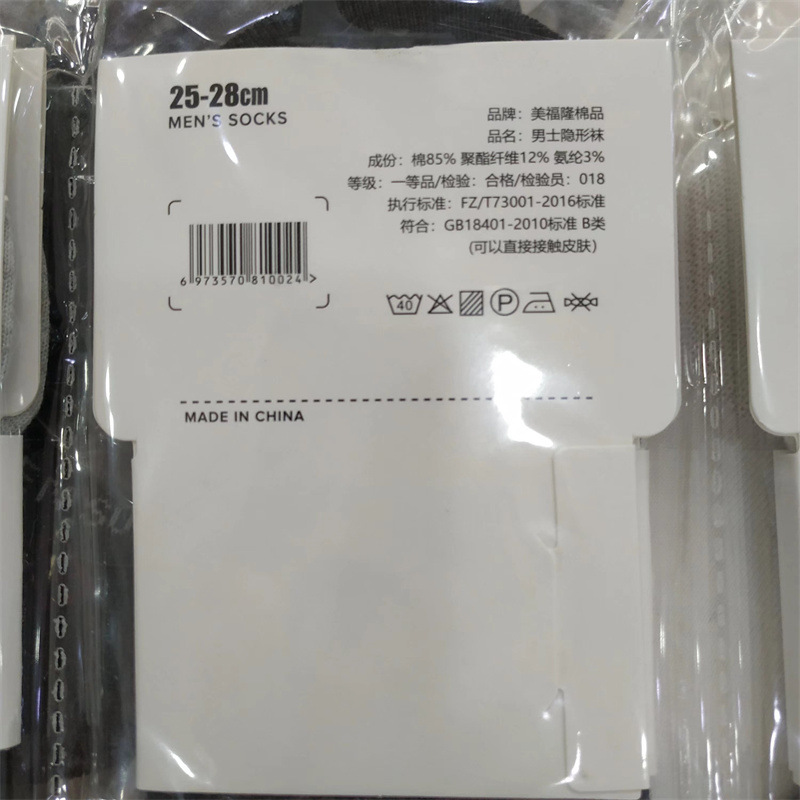 25-28cm
MEN'S SOCKS
品牌：美福隆棉品
品名：男士隐形袜
成份：棉85% 聚酯纤维12% 氨纶3%
等级：一等品/检验：合格/检验员：018
执行标准：FZ/T73001-2016标准
符合：GB18401-2010标准 B类
(可以直接接触皮肤)
6 973570 810024 >
40
P
MADE IN CHINA